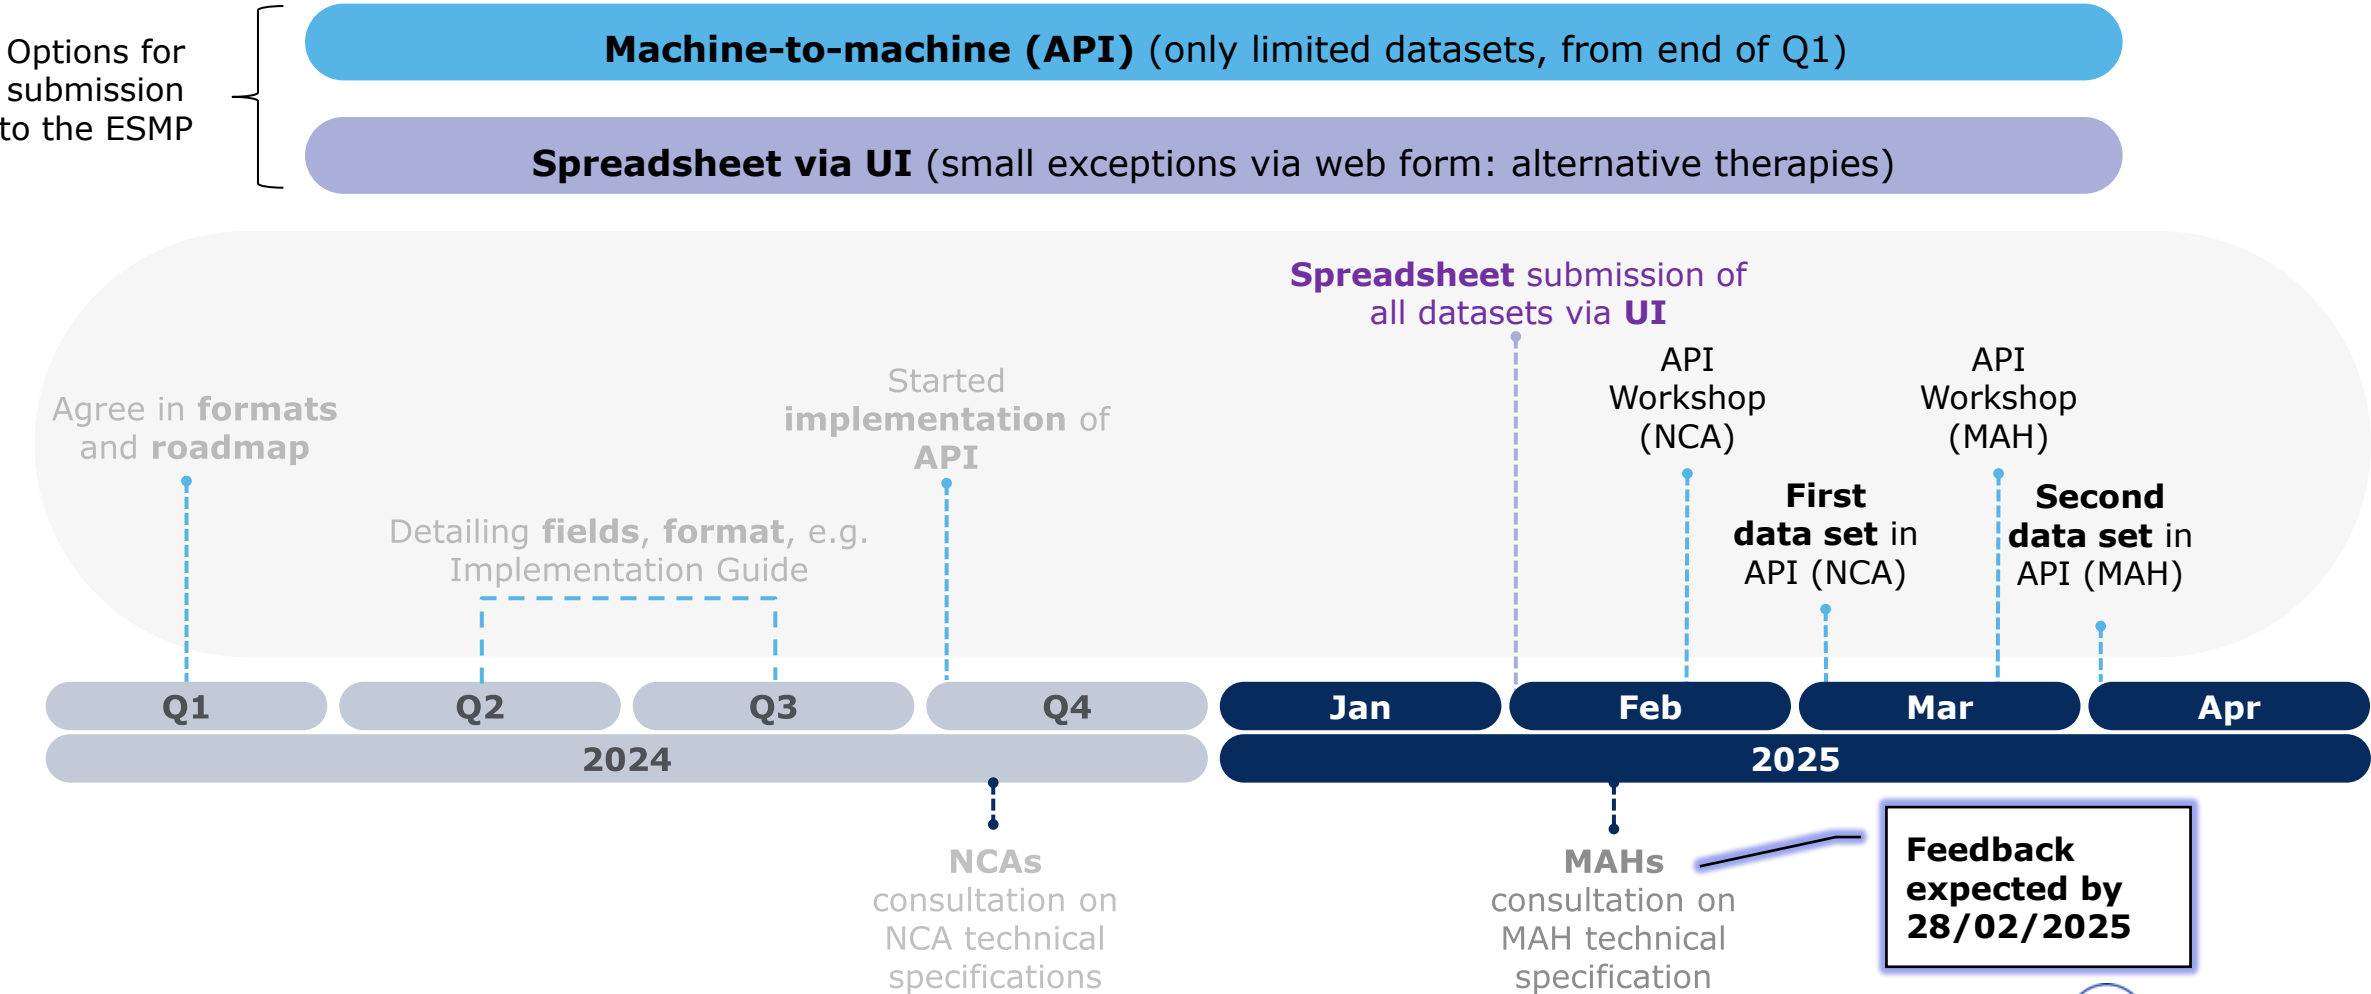 Options for
submission
to the ESMP
Machine-to-machine (API) (only limited datasets, from end of Q1)
Spreadsheet via UI (small exceptions via web form: alternative therapies)
Spreadsheet submission of
all datasets via UI
Agree in formats
and roadmap
Detailing fields, format, e.g.
Implementation Guide
Started
implementation of
API
API
Workshop
(NCA)
First
data set in
API (NCA)
API
Workshop
(MAH)
Second
data set in
API (MAH)
Q1
Q2
Q3
Q4
Jan
Feb
Mar
Apr
2024
2025
NCAs
consultation on
NCA technical
specifications
MAHs
consultation on
MAH technical
specification
Feedback
expected by
28/02/2025